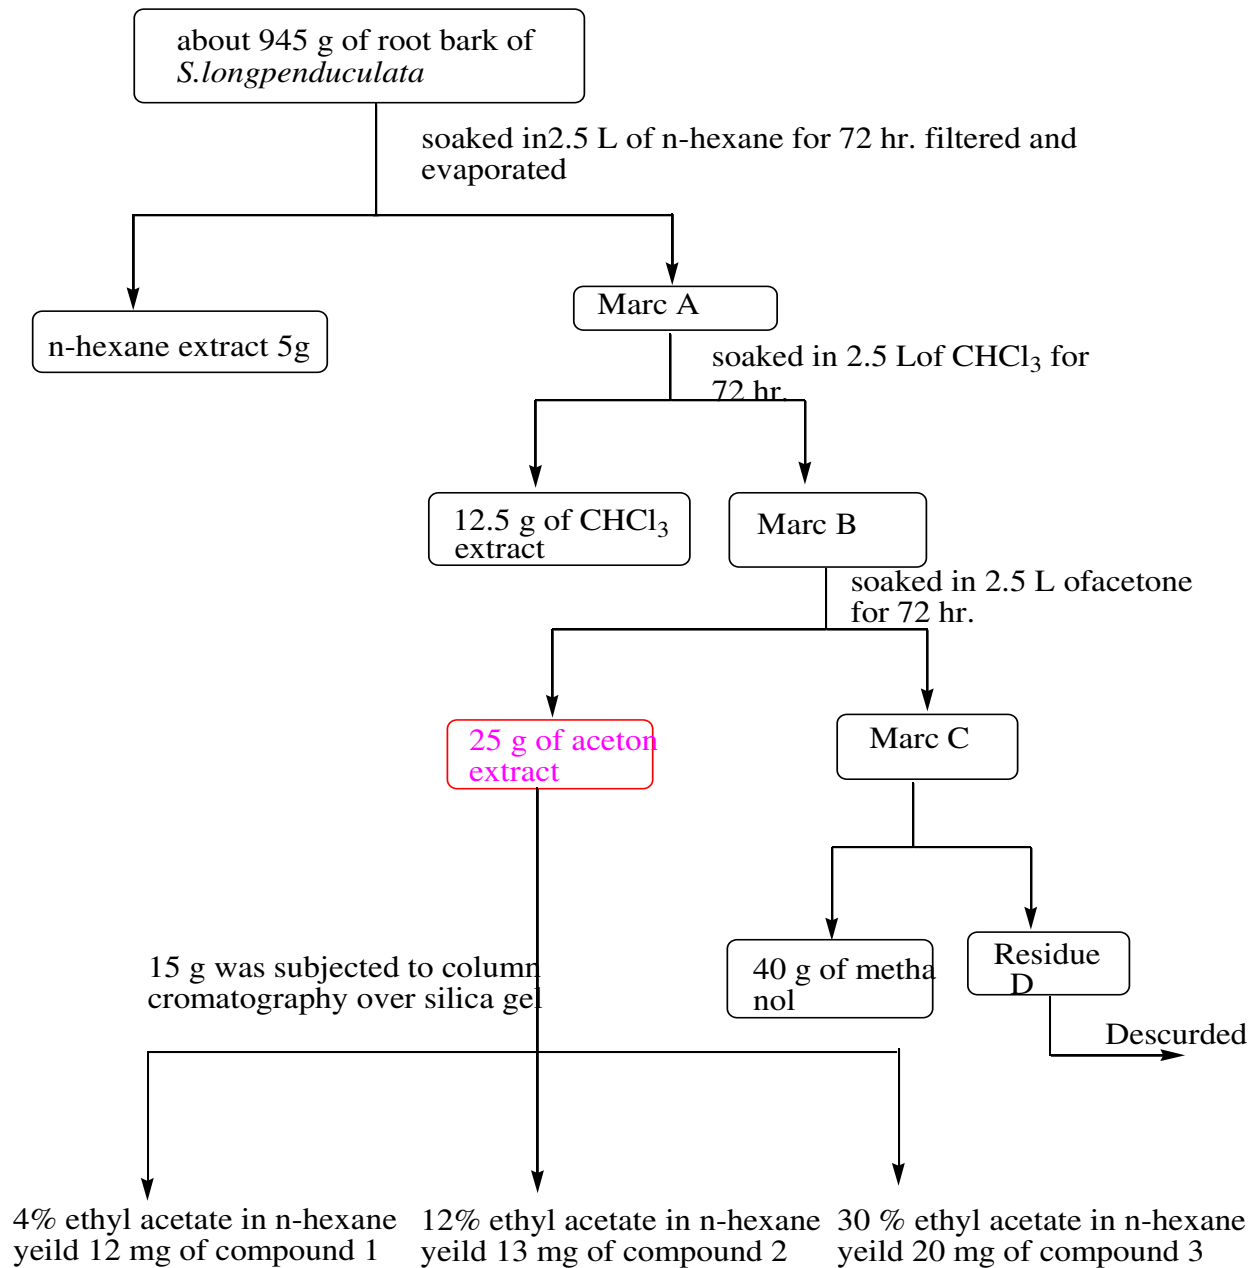 about 945 g of root bark of
S.longpenduculata
soaked in2.5 L of n-hexane for 72 hr. filtered and
evaporated
n-hexane extract 5g
Marc A
soaked in 2.5 Lof CHCl₃ for
72 hr.
12.5 g of CHCl₃
extract
Marc B
soaked in 2.5 L ofacetone
for 72 hr.
25 g of aceton
extract
Marc C
15 g was subjected to column
cromatography over silica gel
40 g of metha
nol
Residue
D
Descurded
4% ethyl acetate in n-hexane
yeild 12 mg of compound 1
12% ethyl acetate in n-hexane
yeild 13 mg of compound 2
30 % ethyl acetate in n-hexane
yeild 20 mg of compound 3